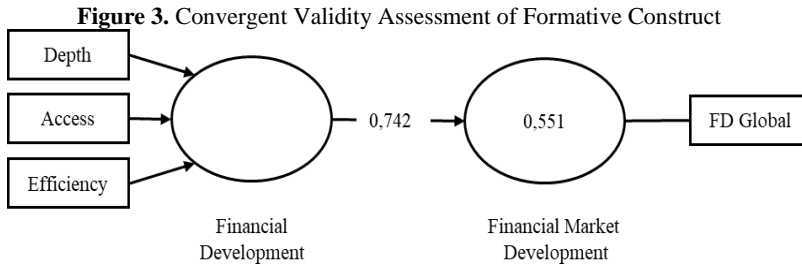 Figure 3. Convergent Validity Assessment of Formative Construct
Depth
Access
Efficiency
0,742
0,551
FD Global
Financial
Development
Financial Market
Development